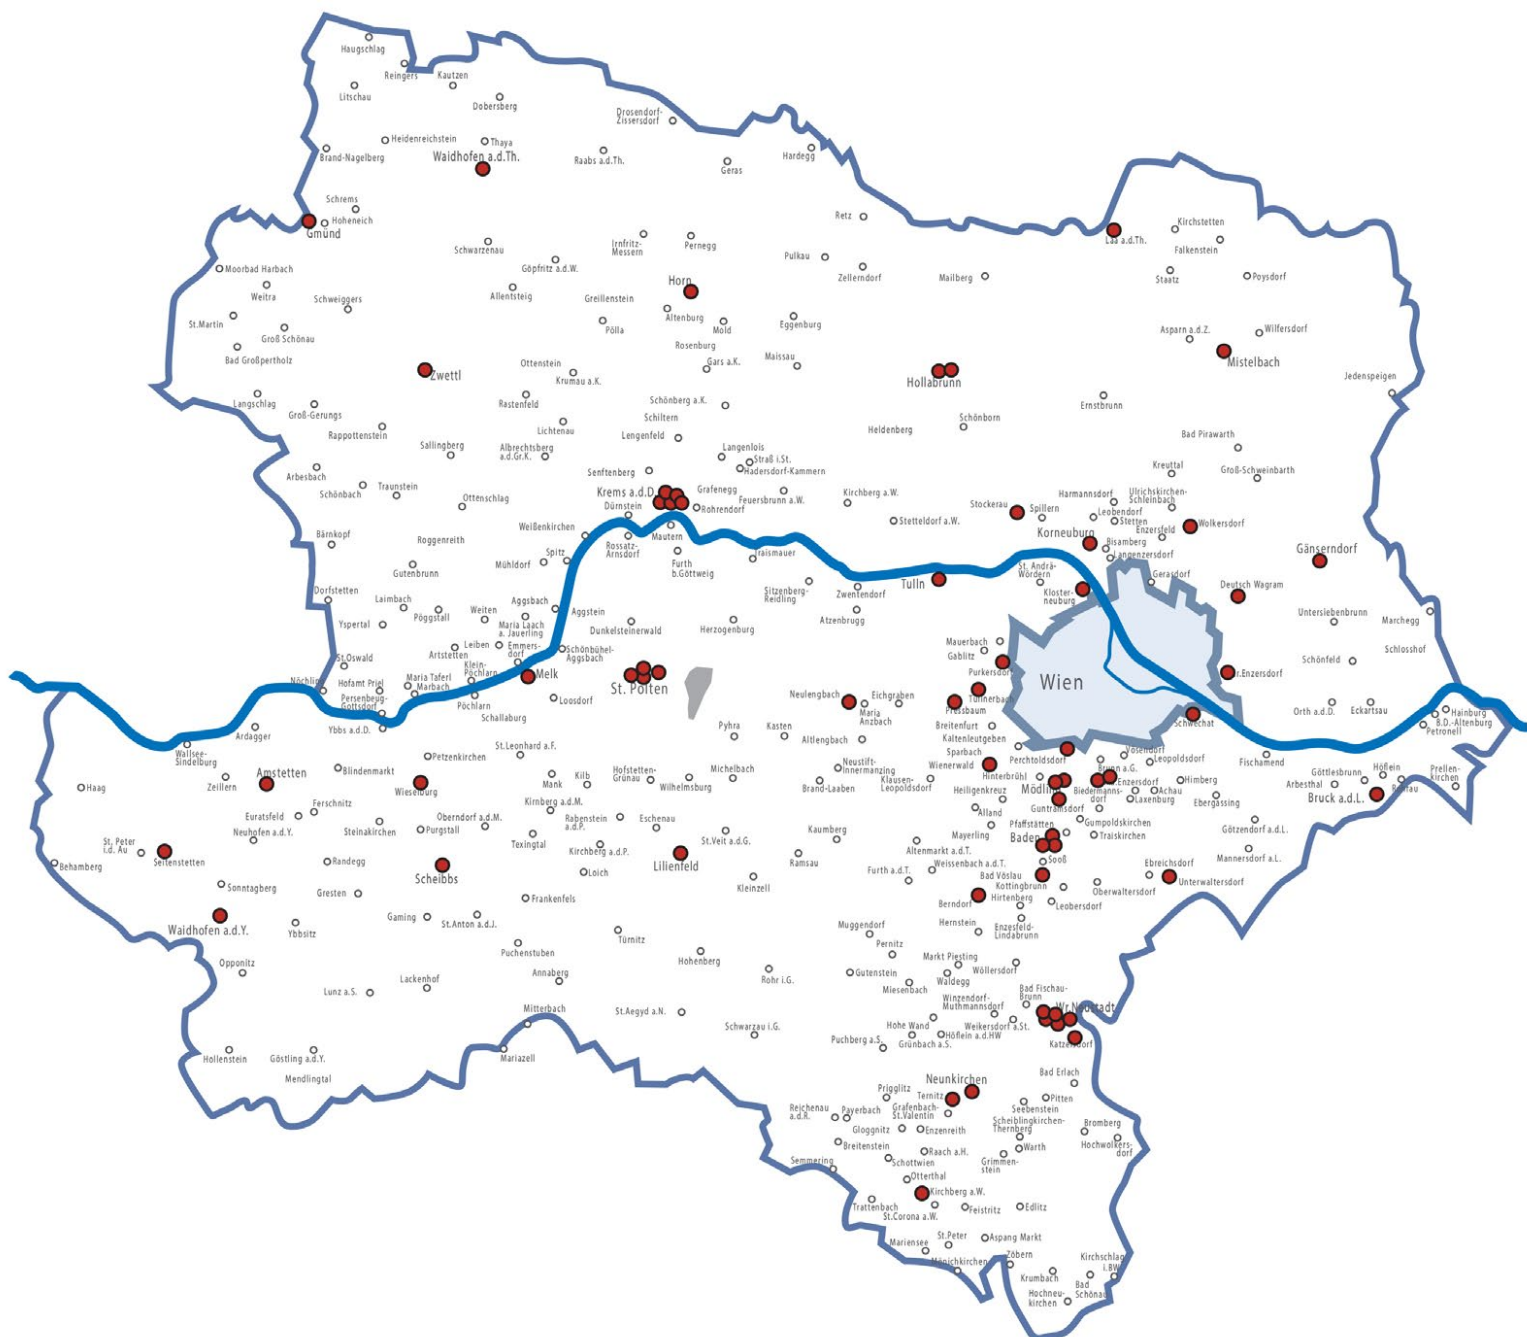 Haugschlag
Reingers
Kautzen
Litschau
Dobersberg
Drosendorf-
Zissersdorf
Heidenreichstein
Thaya
Brand-Nagelberg
Waidhofen a.d.Th.
Raabs a.d.Th.
Geras
Hardegg
Schrems
Hoheneich
Gmünd
Retz
Kirchstetten
Laa a.d.Th.
Falkenstein
Schwarzenau
Irnfritz-
Messern
Pernegg
Pulkau
Göpfritz a.d.W.
Zellerndorf
Mailberg
Staatz
Poysdorf
Moorbad Harbach
Weitra
Schweiggers
Allentsteig
Greillenstein
Horn
Altenburg
St.Martin
Groß Schönau
Pölla
Mold
Eggenburg
Asparn a.d.Z.
Wilfersdorf
Bad Großpertholz
Rosenburg
Ottenstein
Gars a.K.
Maissau
Mistelbach
Zwettl
Krumau a.K.
Hollabrunn
Jedenspeigen
Langschlag
Groß-Gerungs
Rastenfeld
Schönberg a.K.
Ernstbrunn
Rappottenstein
Lichtenau
Schiltern
Lengenfeld
Heldenberg
Schönborn
Bad Pirawarth
Sallingberg
Albrechtsberg
a.d.Gr.K.
Langenlois
Straß i.St.
Hadersdorf-Kammern
Kreuttal
Groß-Schweinbarth
Arbesbach
Schönbach
Traunstein
Senftenberg
Krems a.d.D.
Grafenegg
Feuersbrunn a.W.
Kirchberg a.W.
Harmannsdorf
Ulrichskirchen-
Schleinbach
Ottenschlag
Dürnstein
Rohrendorf
Stetteldorf a.W.
Stockerau
Spillern
Leobendorf
Stetten
Enzersfeld
Wolkersdorf
Bärnkopf
Roggenreith
Weißenkirchen
Rossatz-
Arnsdorf
Mautern
Korneuburg
Bisamberg
Langenzersdorf
Gänserndorf
Gutenbrunn
Mühldorf
Spitz
Furth
b.Göttweig
Traismauer
St. Andrä-
Wördern
Gerasdorf
Tulln
Kloster-
neuburg
Deutsch Wagram
Dorfstetten
Laimbach
Pöggstall
Weiten
Aggsbach
Aggstein
Sitzenberg-
Reidling
Zwentendorf
Atzenbrugg
Untersiebenbrunn
Marchegg
Yspertal
Maria Laach
a. Jauerling
Dunkelsteinerwald
Herzogenburg
Mauerbach
Gablitz
Schlosshof
Artstetten
Leiben
Emmers-
dorf
Schönbühel-
Aggsbach
Purkersdorf
Schönfeld
St.Oswald
Nöchling
Hofamt Priel
Maria Taferl
Marbach
Klein-
Pöchlarn
Melk
St. Pölten
Wien
Gr.Enzersdorf
Persenbeug-
Gottsdorf
Pöchlarn
Loosdorf
Neulengbach
Eichgraben
Tullnerbach
Pressbaum
Orth a.d.D.
Eckartsau
Hainburg
B.D.-Altenburg
Petronell
Ybbs a.d.D.
Schallaburg
Pyhra
Kasten
Maria
Anzbach
Altlengbach
Breitenfurt
Kaltenleutgeben
Schwechat
Ardagger
Wallsee-
Sindelburg
Petzenkirchen
St.Leonhard a.F.
Sparbach
Wienerwald
Perchtoldsdorf
Vösendorf
Leopoldsdorf
Fischamend
Haag
Zeillern
Amstetten
Blindenmarkt
Wieselburg
Mank
Kilb
Hofstetten-
Grünau
Wilhelmsburg
Michelbach
Neustift-
Innermanzing
Brand-Laaben
Klausen-
Leopoldsdorf
Hinterbrühl
Mödling
Brunn a.G.
Biedermanns-
dorf
Enzersdorf
Achau
Laxenburg
Himberg
Ebergassing
Göttlesbrunn
Arbesthal
Höflein
Rohrau
Prellen-
kirchen
Bruck a.d.L.
Euratsfeld
Ferschnitz
Kirnberg a.d.M.
Heiligenkreuz
Alland
Guntramsdorf
Neuhofen a.d.Y.
Steinakirchen
Purgstall
Oberndorf a.d.M.
Texingtal
Rabenstein
a.d.P.
Eschenau
St.Veit a.d.G.
Kaumberg
Mayerling
Pfaffstätten
Gumpoldskirchen
Traiskirchen
Götzendorf a.d.L.
Baden
St. Peter
i.d. Au
Seitenstetten
Behamberg
Randegg
Scheibbs
Kirchberg a.d.P.
Lilienfeld
Ramsau
Altenmarkt a.d.T.
Mannersdorf a.L.
Sonntagberg
Gresten
Loich
Kleinzell
Furth a.d.T.
Weissenbach a.d.T.
Sooß
Bad Vöslau
Kottingbrunn
Ebreichsdorf
Unterwaltersdorf
Oberwaltersdorf
Waidhofen a.d.Y.
Ybbsitz
Gaming
Frankenfels
St.Anton a.d.J.
Berndorf
Hirtenberg
Leobersdorf
Hernstein
Enzesfeld-
Lindabrunn
Opponitz
Puchenstuben
Türnitz
Hohenberg
Muggendorf
Pernitz
Markt Piesting
Wöllersdorf
Lunz a.S.
Lackenhof
Annaberg
Rohr i.G.
Gutenstein
Miesenbach
Waldegg
Bad Fischau-
Brunn
Winzendorf-
Muthmannsdorf
Wr.Neustadt
Mitterbach
St.Aegyd a.N.
Schwarzau i.G.
Hohe Wand
Weikersdorf a.St.
Puchberg a.S.
Grünbach a.S.
Höflein a.d.HW
Katzelsdorf
Hollenstein
Göstling a.d.Y.
Mendlingtal
Mariazell
Neunkirchen
Bad Erlach
Prigglitz
Ternitz
Pitten
Seebenstein
Reichenau
a.d.R.
Payerbach
Grafenbach-
St.Valentin
Scheiblingkirchen-
Thernberg
Gloggnitz
Enzenreith
Bromberg
Hochwolkers-
dorf
Breitenstein
Raach a.H.
Warth
Semmering
Schottwien
Grimmen-
stein
Otterthal
Kirchberg a.W.
Trattenbach
St.Corona a.W.
Feistritz
Edlitz
Mariensee
St.Peter
Aspang Markt
Mönichkirchen
Zöbern
Kirchschlag
i.BW
Krumbach
Bad
Schönau
Hochneu-
kirchen